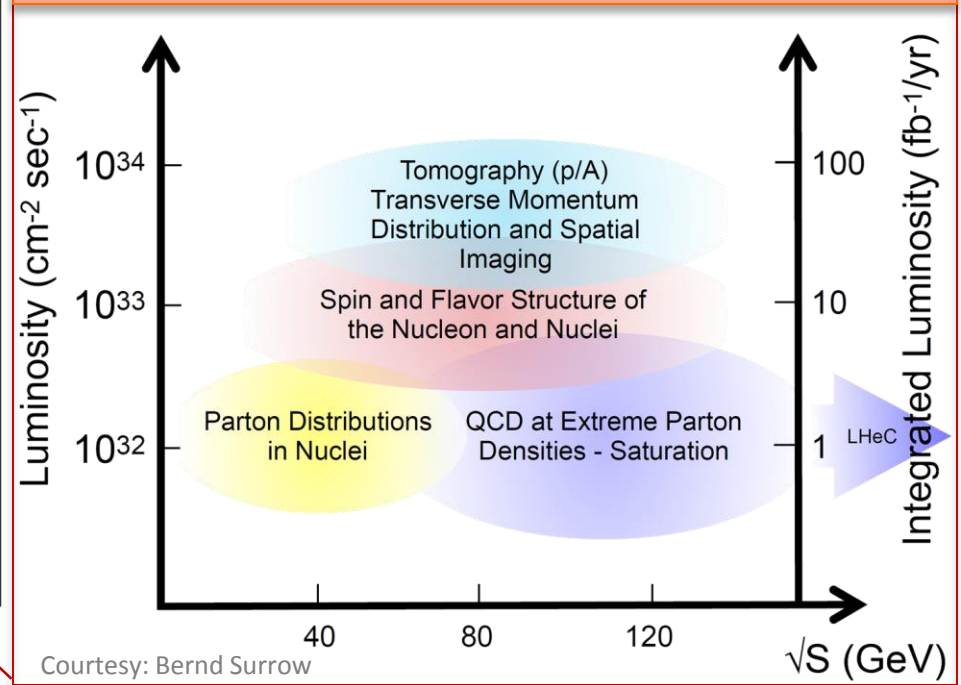 Luminosity (cm-2 sec-1)
Integrated Luminosity (fb-1/yr)
1034
100
Tomography (p/A)
Transverse Momentum
Distribution and Spatial
Imaging
1033
10
Spin and Flavor Structure of
the Nucleon and Nuclei
Parton Distributions
in Nuclei
QCD at Extreme Parton
Densities - Saturation
1032
1
LHeC
40
80
120
√S (GeV)
Courtesy: Bernd Surrow